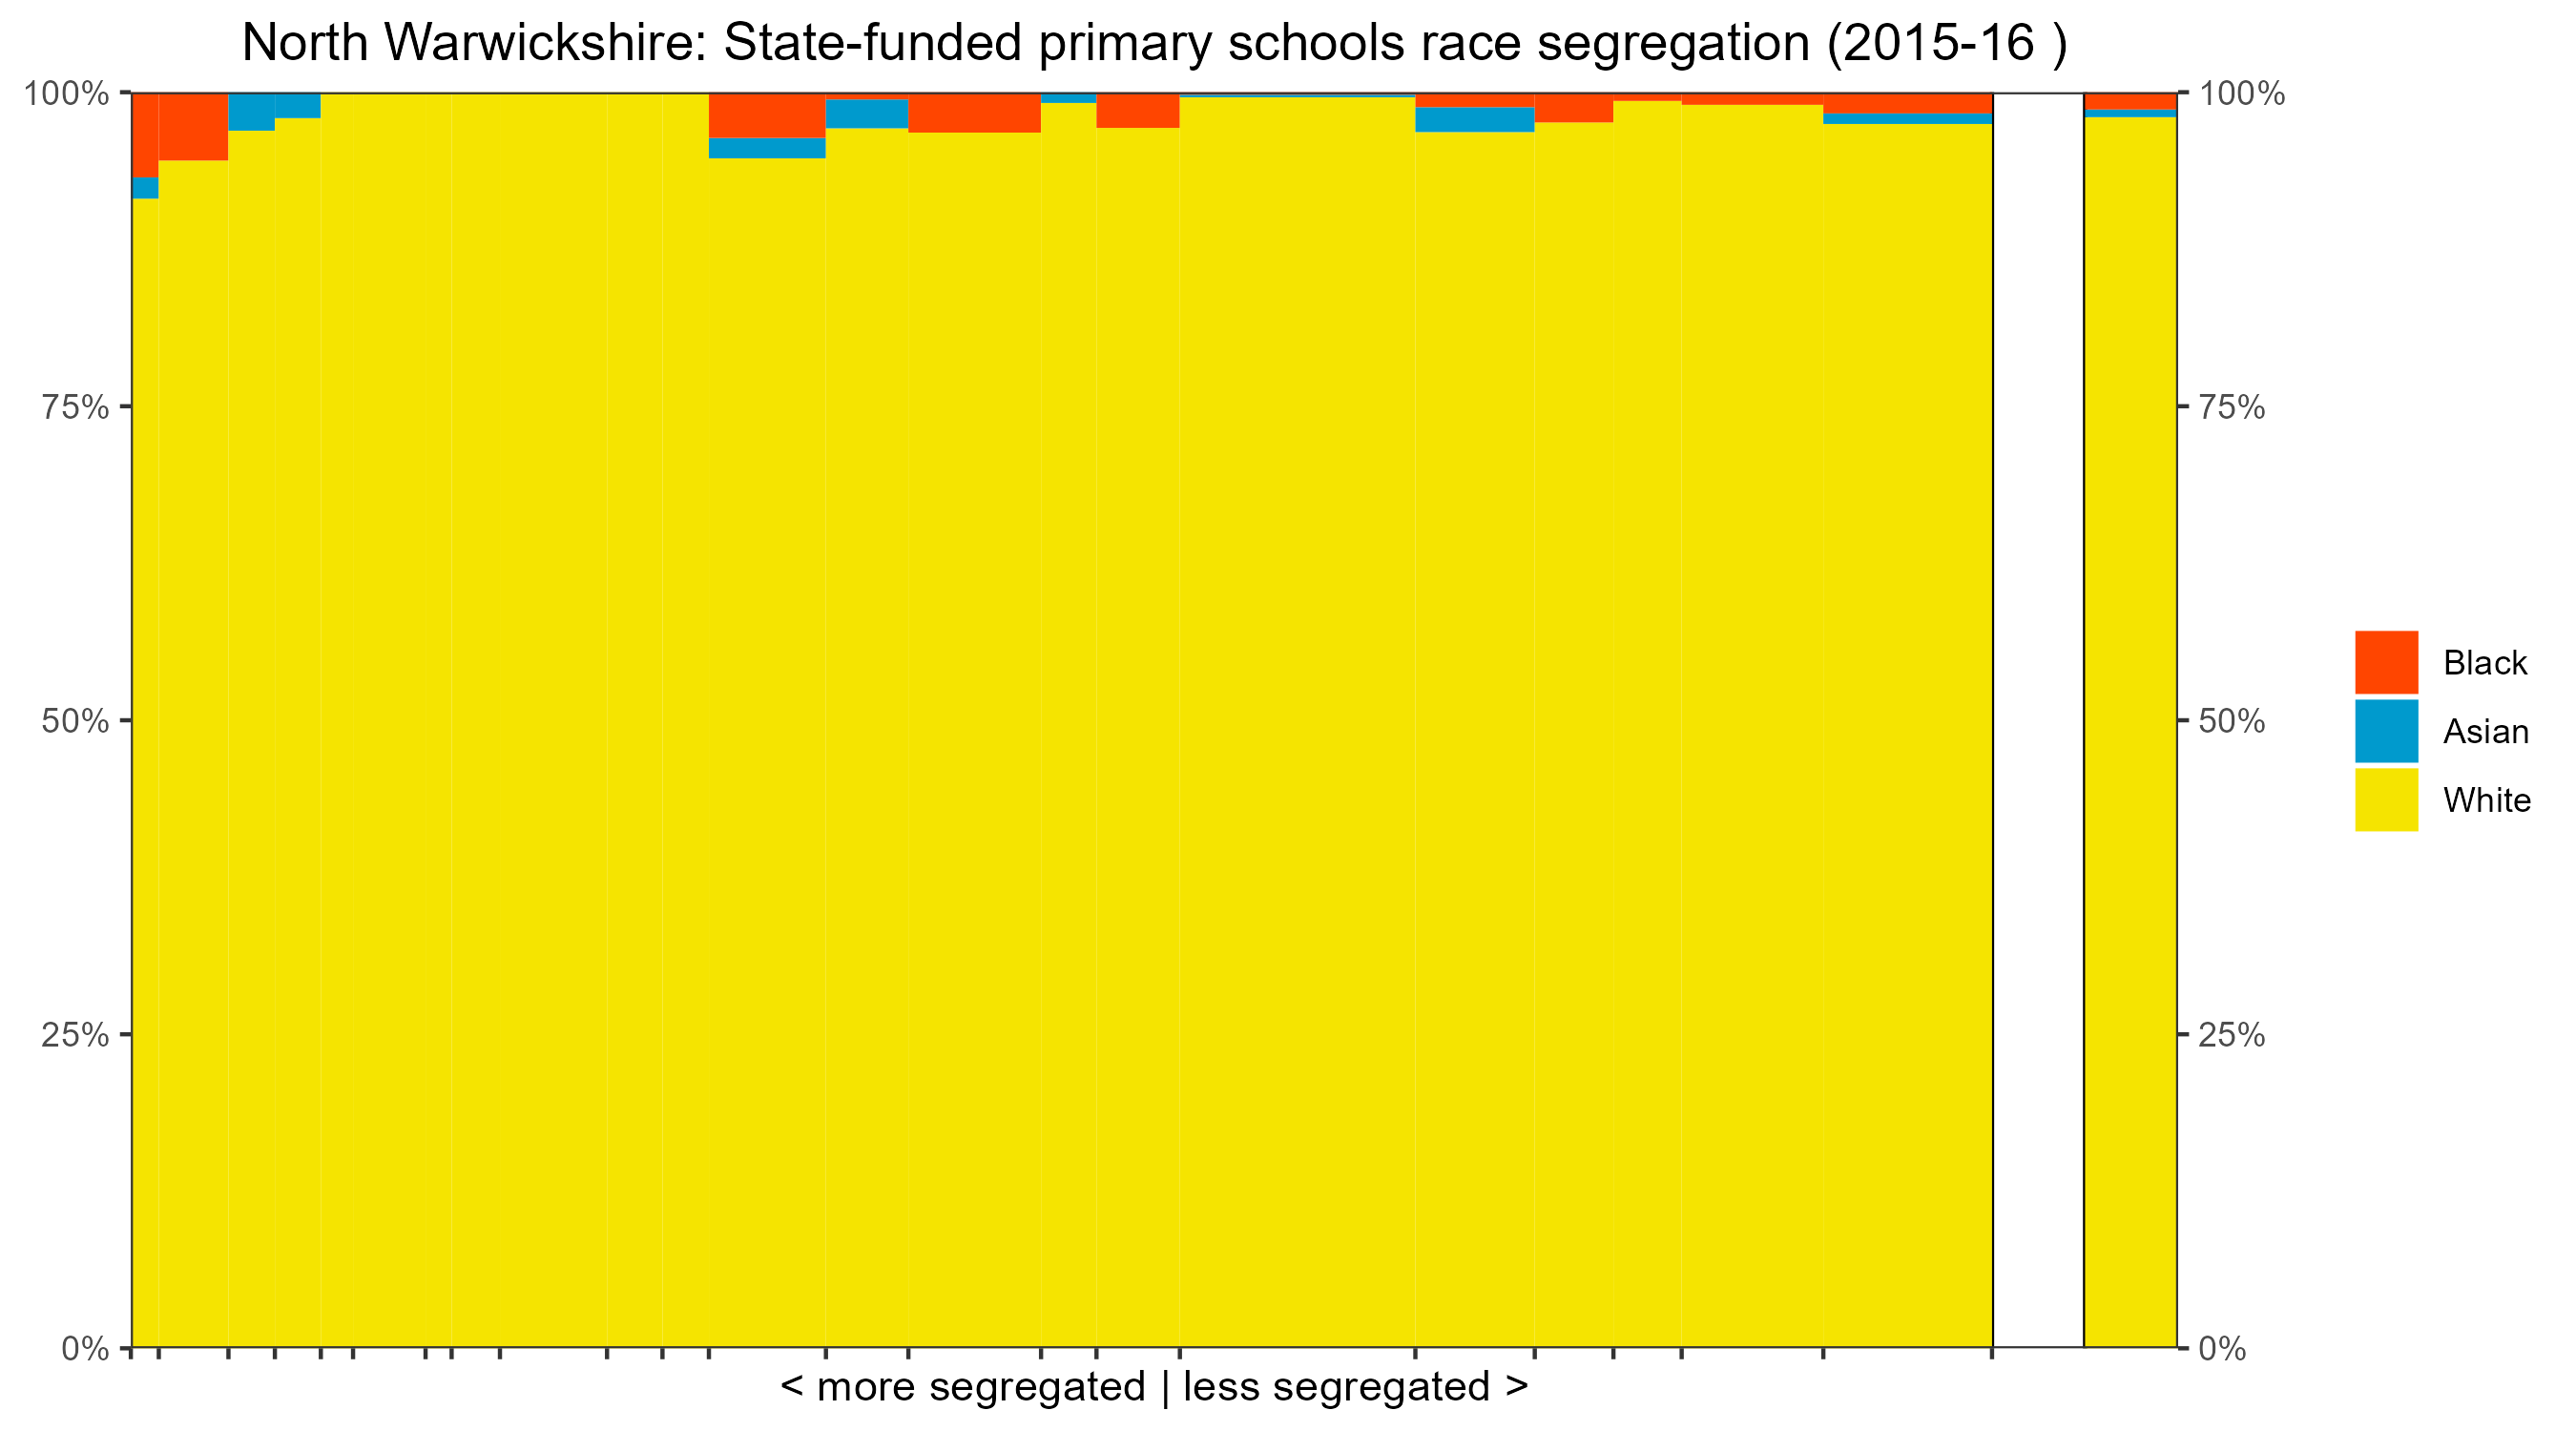 North Warwickshire: State-funded primary schools race segregation (2015-16 )
100%
75%
50%
25%
0%
100%
75%
50%
25%
0%
Black
Asian
White
< more segregated | less segregated >